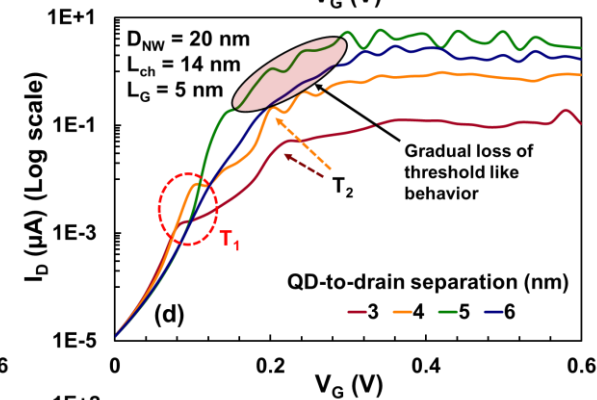 V_G (V)
1E+1
D_NW = 20 nm
L_ch = 14 nm
L_G = 5 nm
1E-1
Gradual loss of
threshold like
behavior
T_2
T_1
1E-3
I_D (μA) (Log scale)
QD-to-drain separation (nm)
3 4 5 6
(d)
1E-5
6
0 0.2 0.4 0.6
V_G (V)